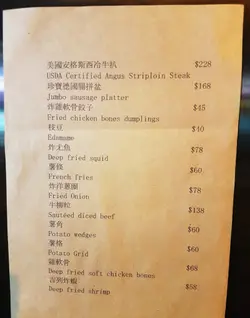 美國安格斯西冷牛扒 $228
USDA Certified Angus Striploin Steak
珍寶德國腸拼盆 $168
Jumbo sausage platter
炸雞軟骨餃子 $45
Fried chicken bones dumplings
枝豆 $40
Edamame
炸尤魚 $78
Deep fried squid
薯條 $60
French fries
炸洋蔥圈 $78
Fried Onion
牛柳粒 $138
Sautéed diced beef
薯角 $60
Potato wedges
薯格 $60
Potato Grid
雞軟骨 $68
Deep fried soft chicken bones
吉列炸蝦 $58
Deep fried shrimp